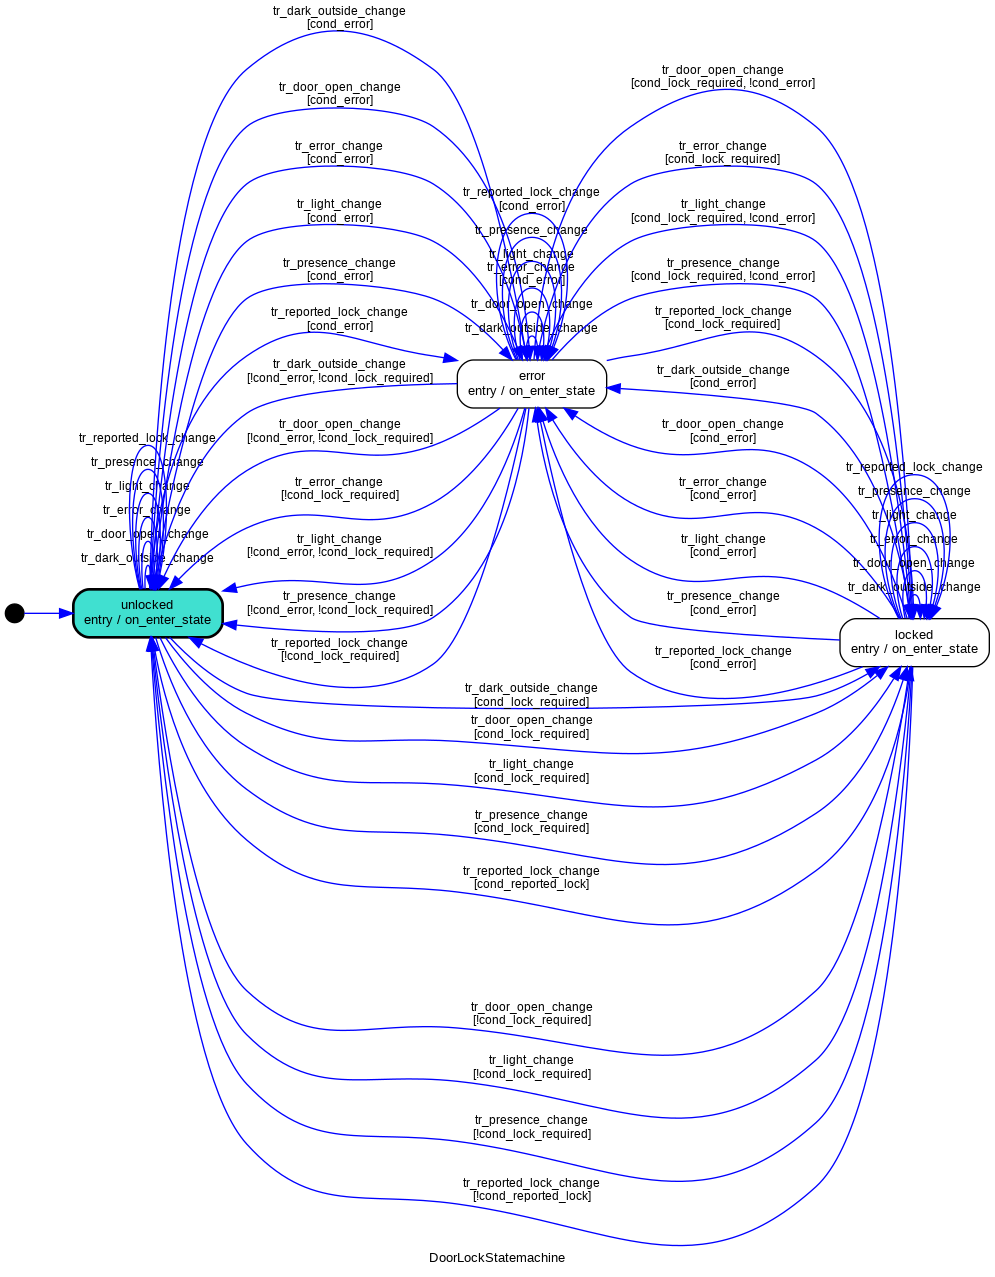 tr_dark_outside_change
[cond_error]
tr_door_open_change
[cond_error]
tr_error_change
[cond_error]
tr_light_change
[cond_error]
tr_presence_change
[cond_error]
tr_reported_lock_change
[cond_error]
tr_dark_outside_change
[!cond_error, !cond_lock_required]
tr_door_open_change
[!cond_error, !cond_lock_required]
tr_error_change
[!cond_lock_required]
tr_light_change
[!cond_error, !cond_lock_required]
tr_presence_change
[!cond_error, !cond_lock_required]
tr_reported_lock_change
[!cond_lock_required]
tr_reported_lock_change
[cond_error]
tr_presence_change
tr_light_change
tr_error_change
[cond_error]
tr_door_open_change
tr_dark_outside_change
error
entry / on_enter_state
tr_door_open_change
[cond_lock_required, !cond_error]
tr_error_change
[cond_lock_required]
tr_light_change
[cond_lock_required, !cond_error]
tr_presence_change
[cond_lock_required, !cond_error]
tr_reported_lock_change
[cond_lock_required]
tr_dark_outside_change
[cond_error]
tr_door_open_change
[cond_error]
tr_error_change
[cond_error]
tr_light_change
[cond_error]
tr_presence_change
[cond_error]
tr_reported_lock_change
[cond_error]
tr_reported_lock_change
tr_presence_change
tr_light_change
tr_error_change
tr_door_open_change
tr_dark_outside_change
unlocked
entry / on_enter_state
tr_reported_lock_change
tr_presence_change
tr_light_change
tr_error_change
tr_door_open_change
tr_dark_outside_change
locked
entry / on_enter_state
tr_dark_outside_change
[cond_lock_required]
tr_door_open_change
[cond_lock_required]
tr_light_change
[cond_lock_required]
tr_presence_change
[cond_lock_required]
tr_reported_lock_change
[cond_reported_lock]
tr_door_open_change
[!cond_lock_required]
tr_light_change
[!cond_lock_required]
tr_presence_change
[!cond_lock_required]
tr_reported_lock_change
[!cond_reported_lock]
DoorLockStatemachine